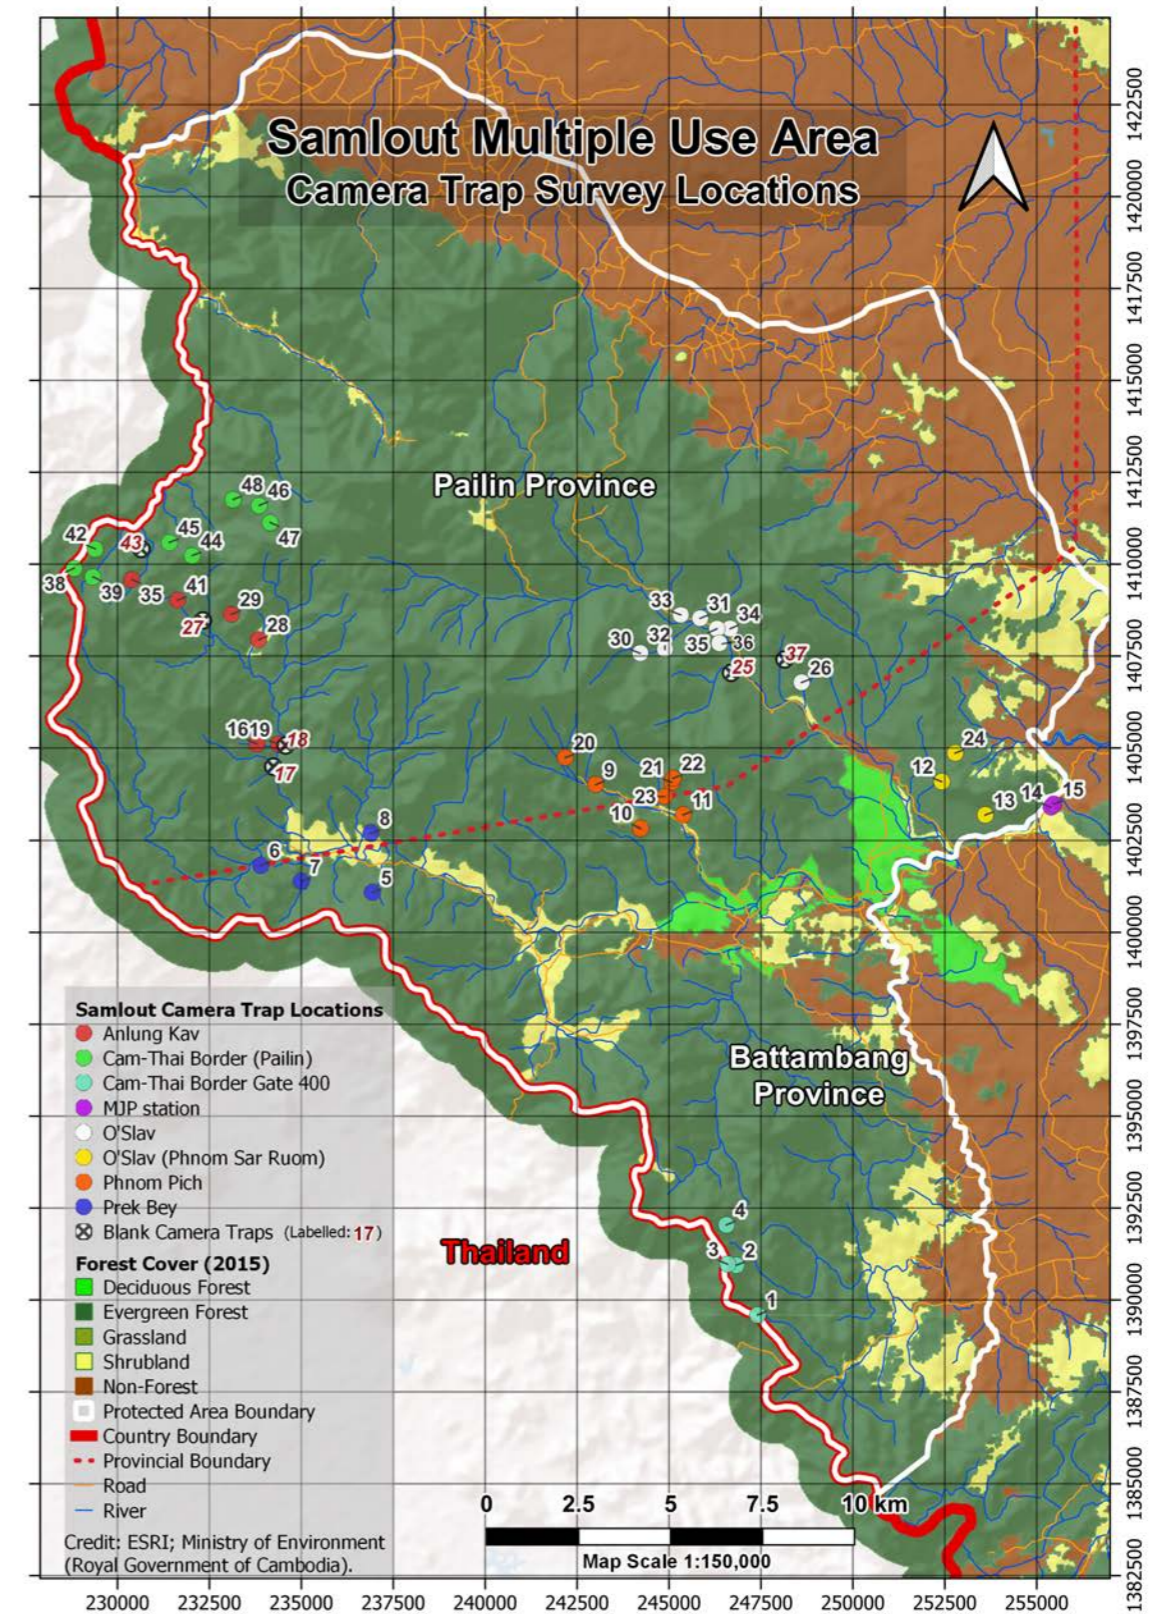 Samlout Multiple Use Area
Camera Trap Survey Locations
1422500
1420000
1417500
1415000
1412500
Pailin Province
48 46
47
42 43 45 44
1410000
38 39 35 41
29
27 28
33 31 34
30 32 35 36
1407500
25 37 26
16 19 18
17
1405000
20 24
9 21 22 12
23 11 13 14 15
10
8
1402500
6 7 5
1400000
1397500
Battambang
Province
1395000
1392500
4
Thailand
3 2
1390000
1
1387500
1385000
1382500
Samlout Camera Trap Locations
Anlung Kav
Cam-Thai Border (Pailin)
Cam-Thai Border Gate 400
MJP station
O'Slav
O'Slav (Phnom Sar Ruom)
Phnom Pich
Prek Bey
Blank Camera Traps (Labelled: 17)
Forest Cover (2015)
Deciduous Forest
Evergreen Forest
Grassland
Shrubland
Non-Forest
Protected Area Boundary
Country Boundary
Provincial Boundary
Road
River
Credit: ESRI; Ministry of Environment
(Royal Government of Cambodia).
0 2.5 5 7.5 10 km
Map Scale 1:150,000
230000 232500 235000 237500 240000 242500 245000 247500 250000 252500 255000